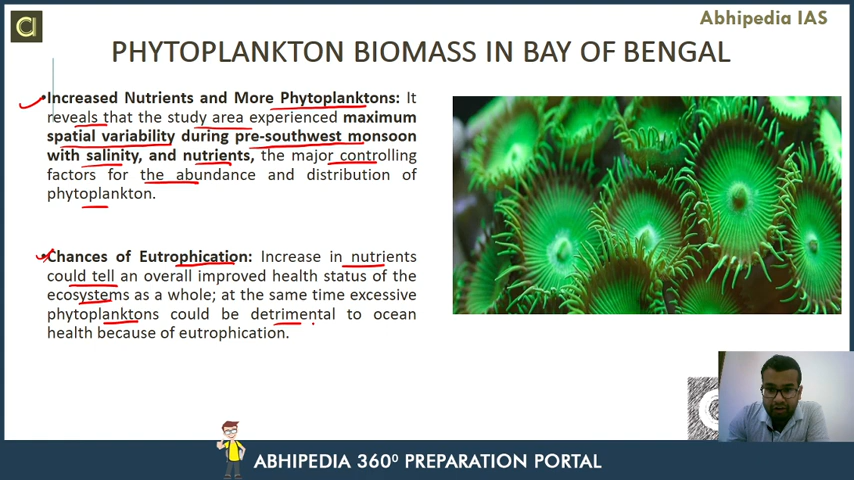 Abhipedia IAS
a
PHYTOPLANKTON BIOMASS IN BAY OF BENGAL
•Increased Nutrients and More Phytoplanktons: It
reveals that the study area experienced maximum
spatial variability during pre-southwest monsoon
with salinity, and nutrients, the major controlling
factors for the abundance and distribution of
phytoplankton.
•Chances of Eutrophication: Increase in nutrients
could tell an overall improved health status of the
ecosystems as a whole; at the same time excessive
phytoplanktons could be detrimental to ocean
health because of eutrophication.
ABHIPEDIA 360⁰ PREPARATION PORTAL